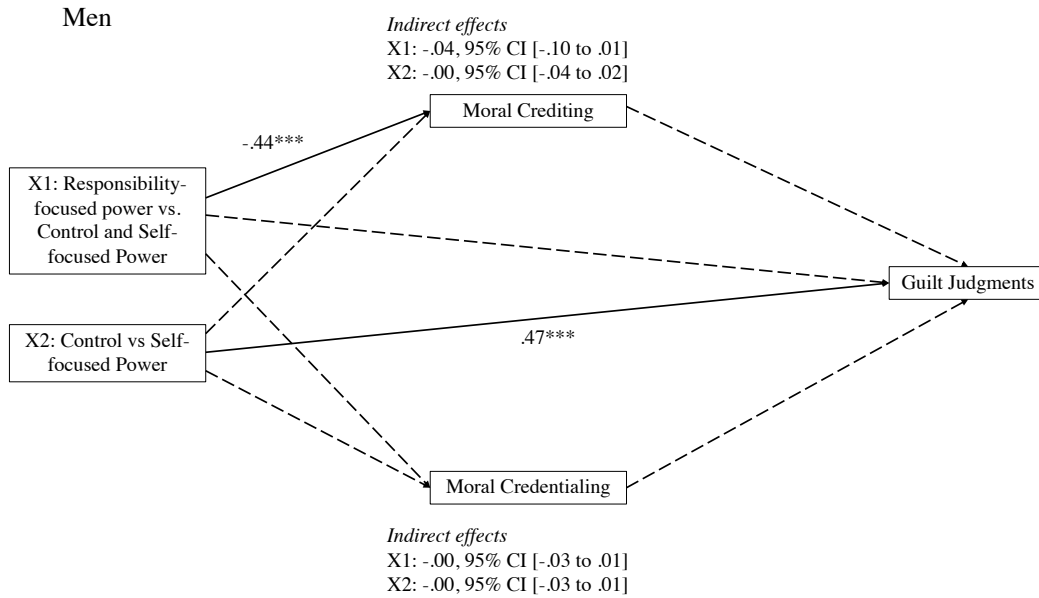 Men
Indirect effects
X1: -.04, 95% CI [-.10 to .01]
X2: -.00, 95% CI [-.04 to .02]
Moral Crediting
-.44***
X1: Responsibility-
focused power vs.
Control and Self-
focused Power
Guilt Judgments
X2: Control vs Self-
focused Power
.47***
Moral Credentialing
Indirect effects
X1: -.00, 95% CI [-.03 to .01]
X2: -.00, 95% CI [-.03 to .01]